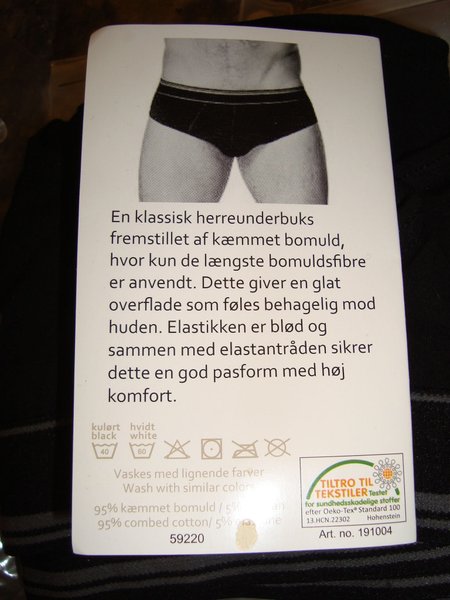 En klassisk herreunderbuks
fremstillet af kæmmet bomuld,
hvor kun de længste bomuldsfibre
er anvendt. Dette giver en glat
overflade som føles behagelig mod
huden. Elastikken er blød og
sammen med elastantråden sikrer
dette en god pasform med høj
komfort.
kulørt hvidt
black white
40 60
Vaskes med lignende farver
Wash with similar colors
95% kæmmet bomuld/ 5%
95% combed cotton/ 5%
59220
TILTRO TIL
TEKSTILER Testet
for sundhedsskadelige stoffer
efter Oeko-Tex® Standard 100
13.HCN.22302 Hohenstein
Art. no. 191004